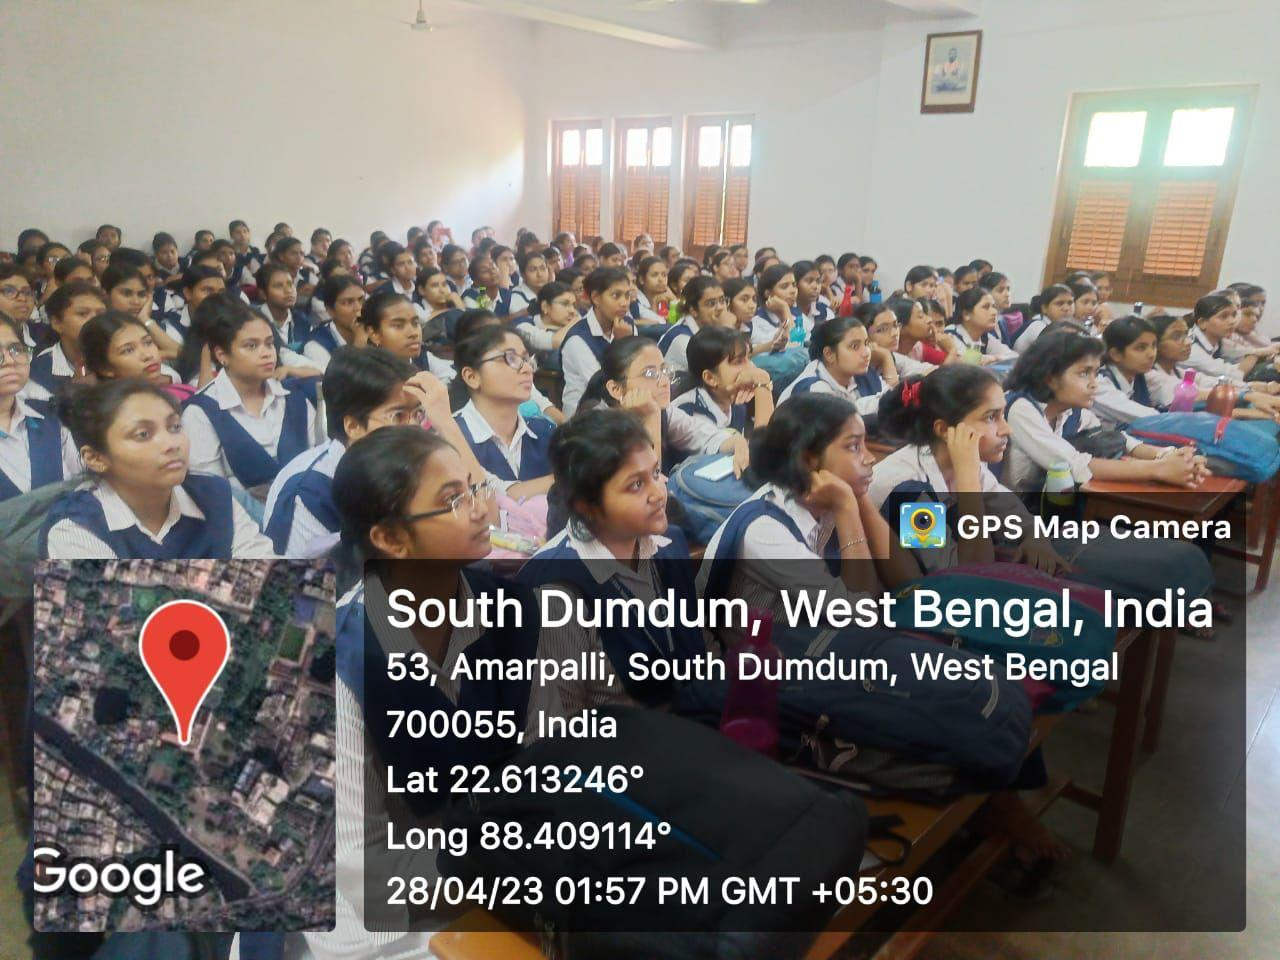 GPS Map Camera
South Dumdum, West Bengal, India
53, Amarpalli, South Dumdum, West Bengal
700055, India
Lat 22.613246°
Long 88.409114°
28/04/23 01:57 PM GMT +05:30
Google